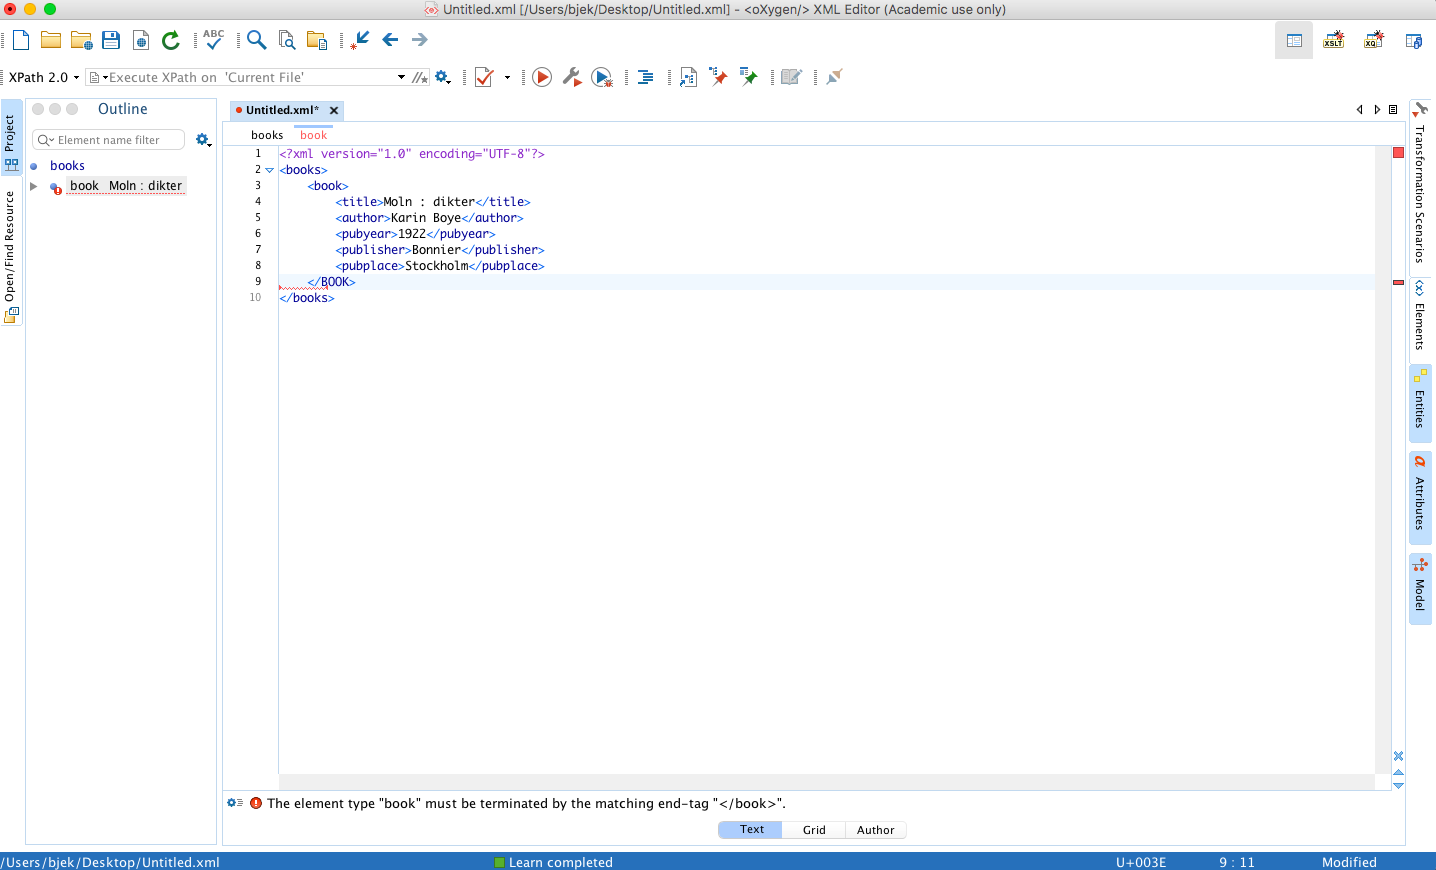 Untitled.xml [/Users/bjek/Desktop/Untitled.xml] - <oXygen/> XML Editor (Academic use only)
ABC
XSLT
XQ
XPath 2.0
Execute XPath on 'Current File'
Project
Open/Find Resource
Outline
Element name filter
books
book Moln : dikter
Untitled.xml*
books book
1 <?xml version="1.0" encoding="UTF-8"?>
2 <books>
3 <book>
4 <title>Moln : dikter</title>
5 <author>Karin Boye</author>
6 <pubyear>1922</pubyear>
7 <publisher>Bonnier</publisher>
8 <pubplace>Stockholm</pubplace>
9 </BOOK>
10 </books>
Transformation Scenarios
Elements
Entities
Attributes
Model
The element type "book" must be terminated by the matching end-tag "</book>".
Text Grid Author
/Users/bjek/Desktop/Untitled.xml Learn completed U+003E 9 : 11 Modified